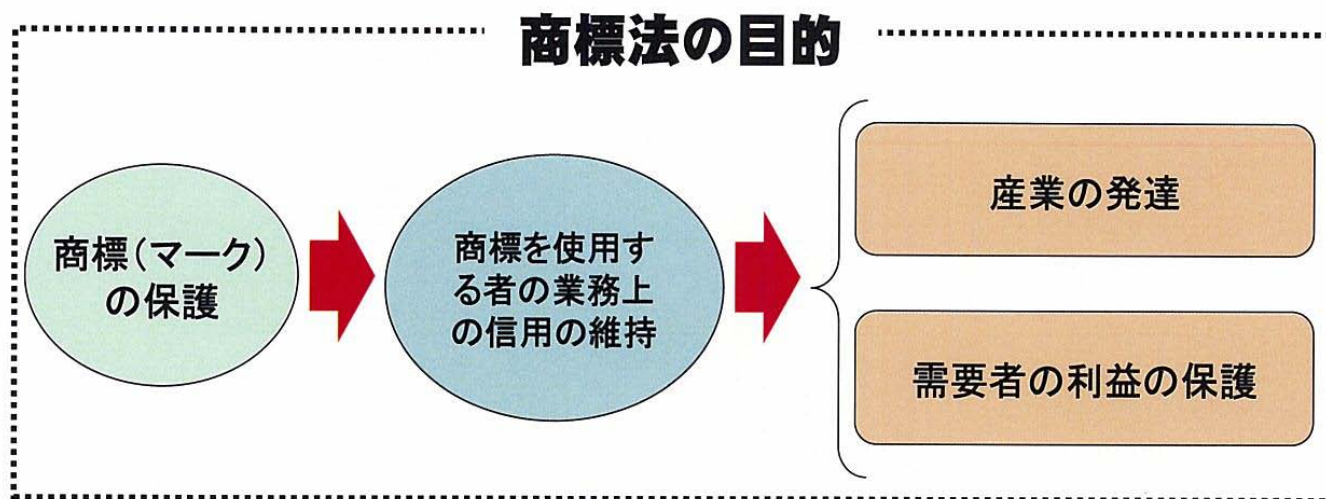 商標法の目的
商標(マーク)
の保護
商標を使用す
る者の業務上
の信用の維持
産業の発達
需要者の利益の保護